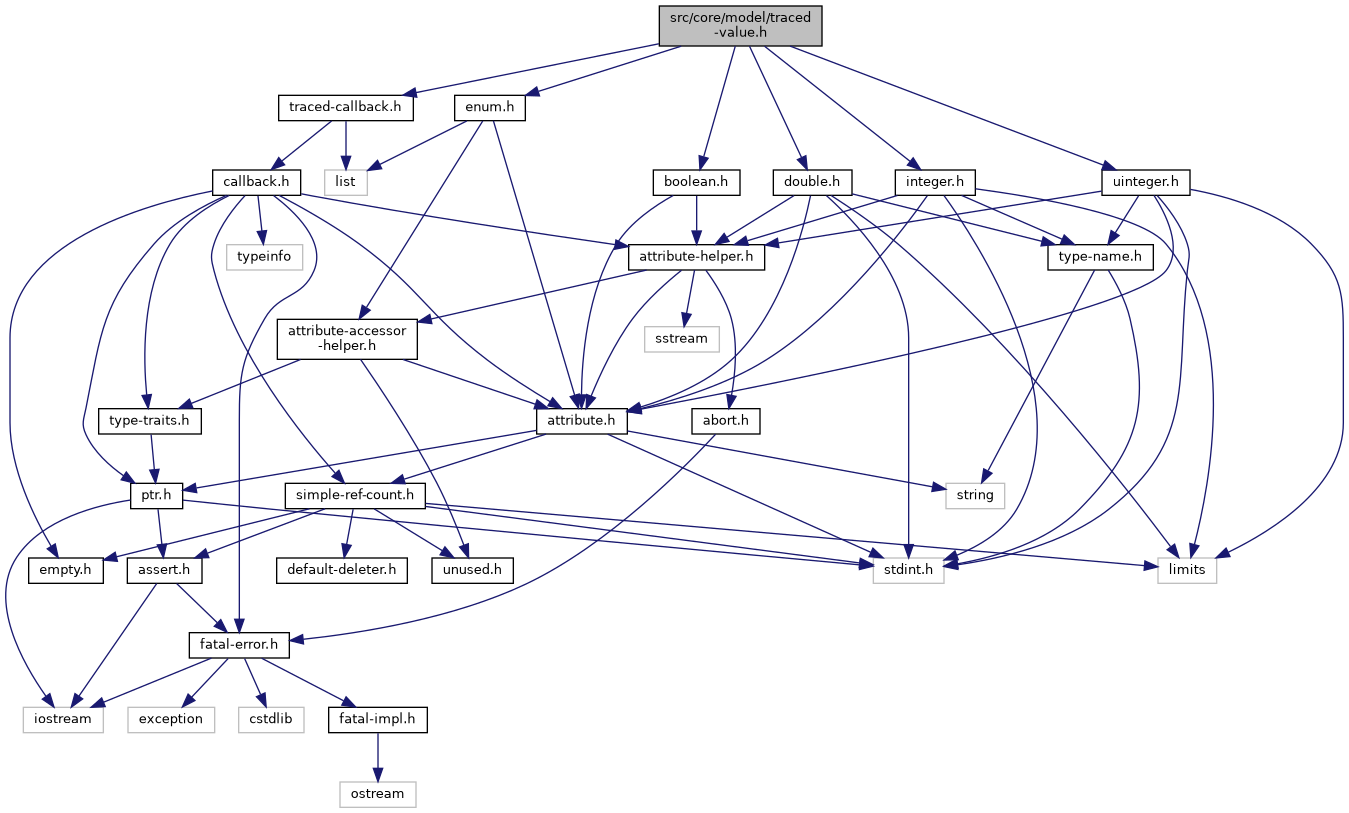 src/core/model/traced
-value.h
traced-callback.h
enum.h
callback.h
list
boolean.h
double.h
integer.h
uinteger.h
typeinfo
attribute-helper.h
type-name.h
attribute-accessor
-helper.h
sstream
type-traits.h
attribute.h
abort.h
ptr.h
simple-ref-count.h
string
empty.h
assert.h
default-deleter.h
unused.h
stdint.h
limits
fatal-error.h
iostream
exception
cstdlib
fatal-impl.h
ostream